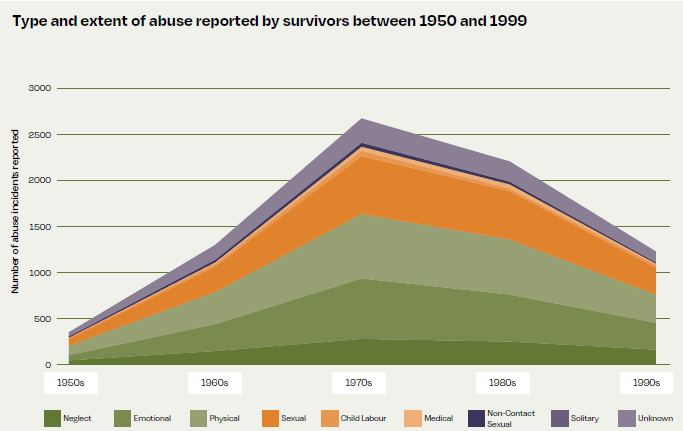 Type and extent of abuse reported by survivors between 1950 and 1999
Number of abuse incidents reported
3000
2500
2000
1500
1000
500
0
1950s
1960s
1970s
1980s
1990s
Neglect
Emotional
Physical
Sexual
Child Labour
Medical
Non-Contact
Sexual
Solitary
Unknown